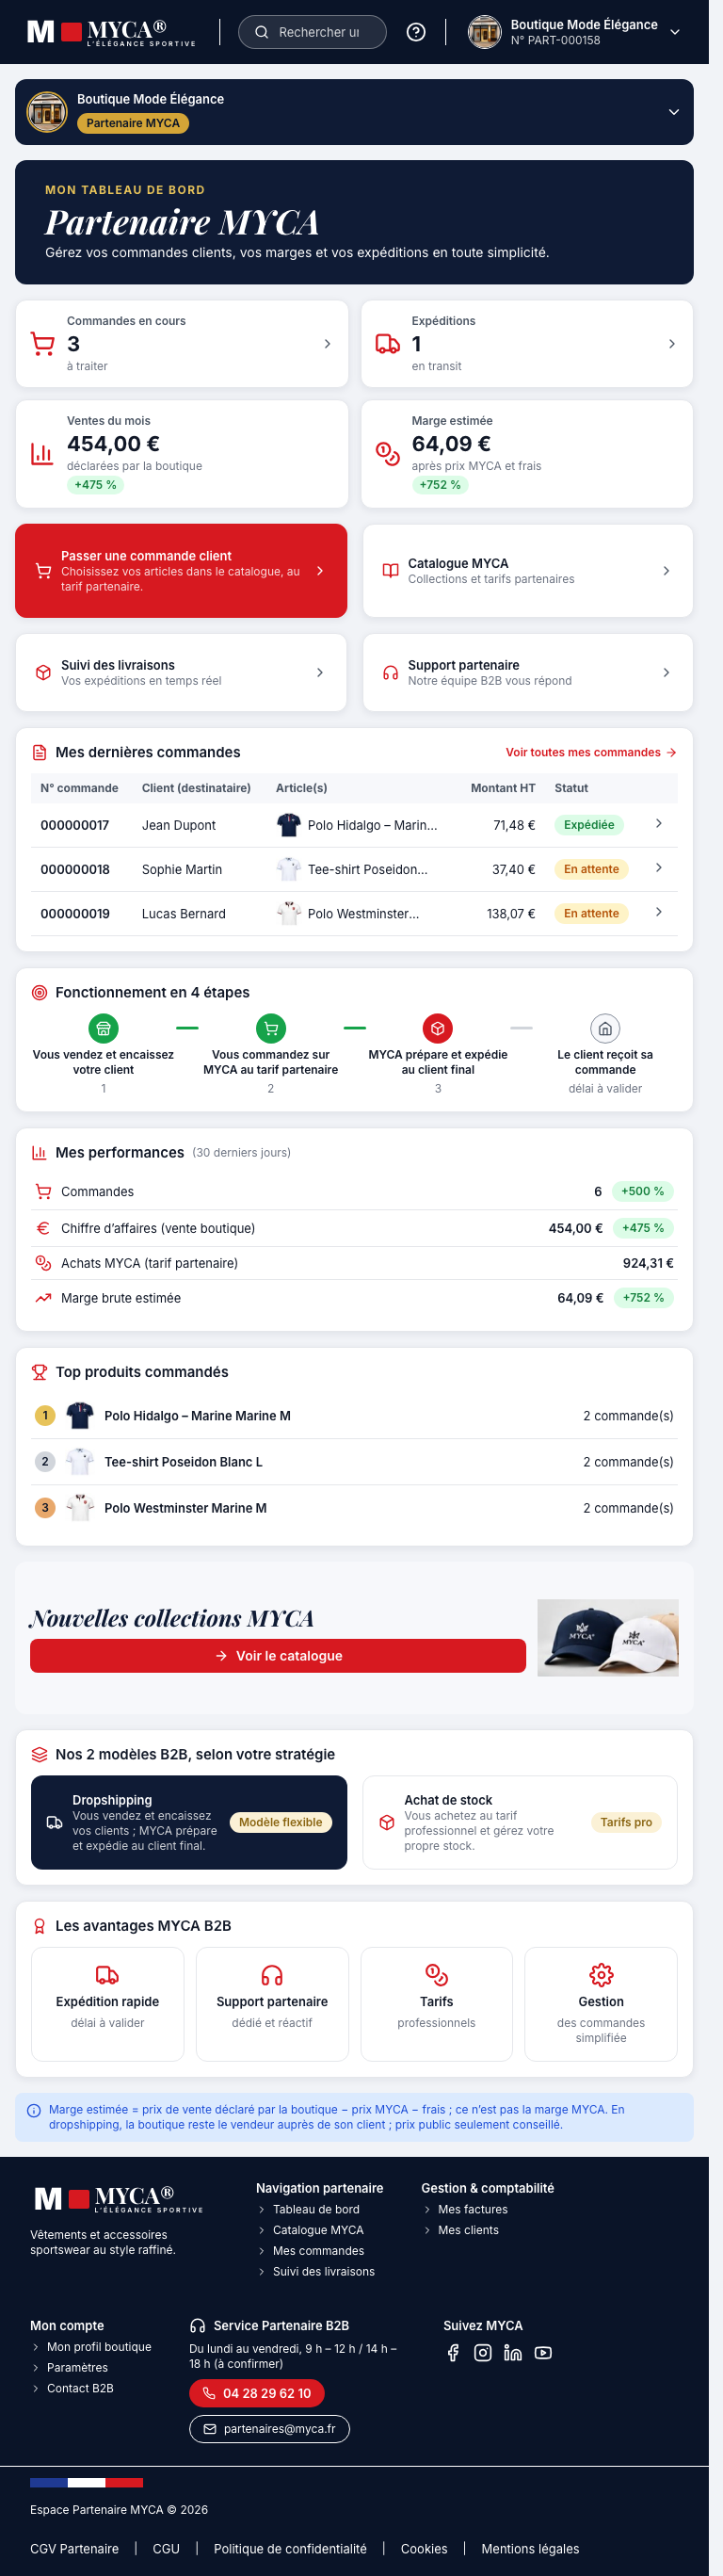 M MYCA®
L'ÉLÉGANCE SPORTIVE
Rechercher un
Boutique Mode Élégance
N° PART-000158
Boutique Mode Élégance
Partenaire MYCA
MON TABLEAU DE BORD
Partenaire MYCA
Gérez vos commandes clients, vos marges et vos expéditions en toute simplicité.
Commandes en cours
3
à traiter
Expéditions
1
en transit
Ventes du mois
454,00 €
déclarées par la boutique
+475 %
Marge estimée
64,09 €
après prix MYCA et frais
+752 %
Passer une commande client
Choisissez vos articles dans le catalogue, au
tarif partenaire.
Catalogue MYCA
Collections et tarifs partenaires
Suivi des livraisons
Vos expéditions en temps réel
Support partenaire
Notre équipe B2B vous répond
Mes dernières commandes
Voir toutes mes commandes
N° commande Client (destinataire) Article(s) Montant HT Statut
000000017 Jean Dupont Polo Hidalgo – Marin... 71,48 € Expédiée
000000018 Sophie Martin Tee-shirt Poseidon... 37,40 € En attente
000000019 Lucas Bernard Polo Westminster... 138,07 € En attente
Fonctionnement en 4 étapes
Vous vendez et encaissez
votre client
1
Vous commandez sur
MYCA au tarif partenaire
2
MYCA prépare et expédie
au client final
3
Le client reçoit sa
commande
délai à valider
Mes performances (30 derniers jours)
Commandes 6 +500 %
Chiffre d’affaires (vente boutique) 454,00 € +475 %
Achats MYCA (tarif partenaire) 924,31 €
Marge brute estimée 64,09 € +752 %
Top produits commandés
1 Polo Hidalgo – Marine Marine M 2 commande(s)
2 Tee-shirt Poseidon Blanc L 2 commande(s)
3 Polo Westminster Marine M 2 commande(s)
Nouvelles collections MYCA
Voir le catalogue
MYCA MYCA
Nos 2 modèles B2B, selon votre stratégie
Dropshipping
Vous vendez et encaissez
vos clients ; MYCA prépare
et expédie au client final.
Modèle flexible
Achat de stock
Vous achetez au tarif
professionnel et gérez votre
propre stock.
Tarifs pro
Les avantages MYCA B2B
Expédition rapide
délai à valider
Support partenaire
dédié et réactif
Tarifs
professionnels
Gestion
des commandes
simplifiée
Marge estimée = prix de vente déclaré par la boutique − prix MYCA − frais ; ce n’est pas la marge MYCA. En
dropshipping, la boutique reste le vendeur auprès de son client ; prix public seulement conseillé.
M MYCA®
L'ÉLÉGANCE SPORTIVE
Vêtements et accessoires
sportswear au style raffiné.
Navigation partenaire
Tableau de bord
Catalogue MYCA
Mes commandes
Suivi des livraisons
Gestion & comptabilité
Mes factures
Mes clients
Mon compte
Mon profil boutique
Paramètres
Contact B2B
Service Partenaire B2B
Du lundi au vendredi, 9 h – 12 h / 14 h –
18 h (à confirmer)
04 28 29 62 10
partenaires@myca.fr
Suivez MYCA
Espace Partenaire MYCA © 2026
CGV Partenaire | CGU | Politique de confidentialité | Cookies | Mentions légales